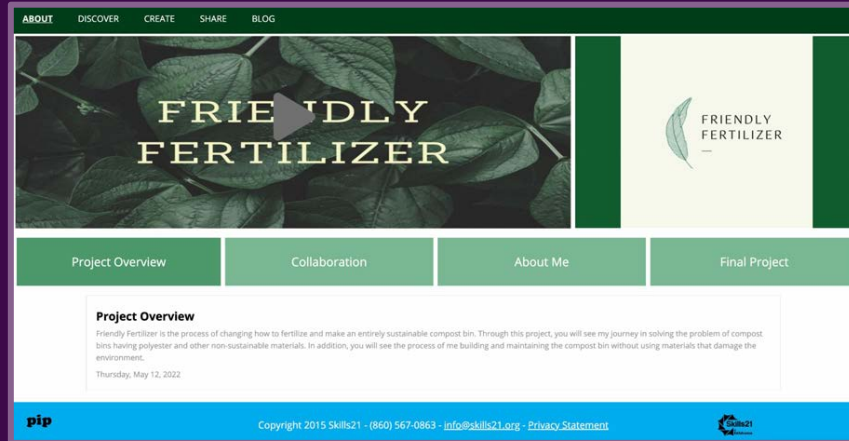 ABOUT DISCOVER CREATE SHARE BLOG
FRIENDLY
FERTILIZER
FRIENDLY
FERTILIZER
Project Overview Collaboration About Me Final Project
Project Overview
Friendly Fertilizer is the process of changing how to fertilize and make an entirely sustainable compost bin. Through this project, you will see my journey in solving the problem of compost
bins having polyester and other non-sustainable materials. In addition, you will see the process of me building and maintaining the compost bin without using materials that damage the
environment.
Thursday, May 12, 2022
pip Copyright 2015 Skills21 - (860) 567-0863 - info@skills21.org - Privacy Statement Skills21